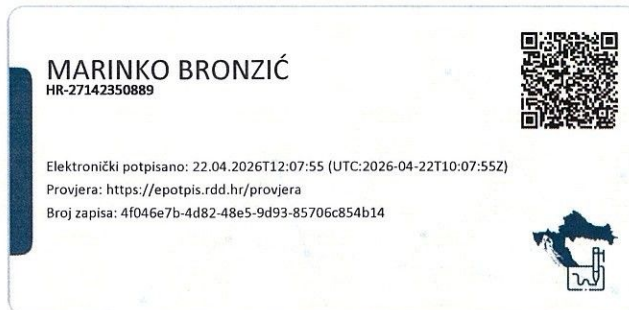 MARINKO BRONZIĆ
HR-27142350889
Elektronički potpisano: 22.04.2026T12:07:55 (UTC:2026-04-22T10:07:55Z)
Provjera: https://epotpis.rdd.hr/provjera
Broj zapisa: 4f046e7b-4d82-48e5-9d93-85706c854b14